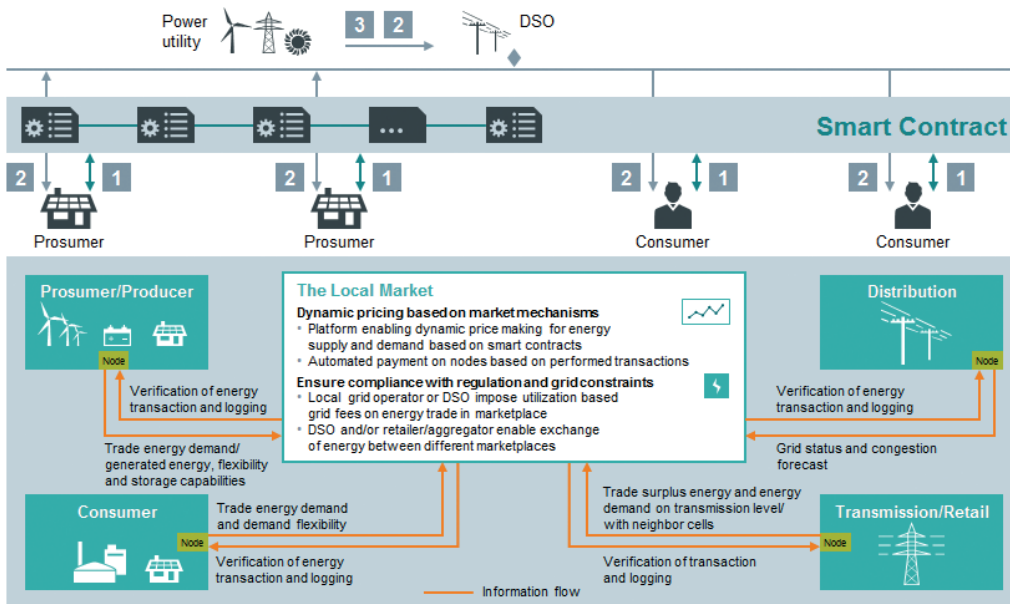 Power
utility
3 2
DSO
...
Smart Contract
2 1
2 1
2 1
2 1
Prosumer
Prosumer
Consumer
Consumer
Prosumer/Producer
Node
Verification of energy
transaction and logging
Trade energy demand/
generated energy, flexibility
and storage capabilities
The Local Market
Dynamic pricing based on market mechanisms
• Platform enabling dynamic price making for energy
supply and demand based on smart contracts
• Automated payment on nodes based on performed transactions
Ensure compliance with regulation and grid constraints
• Local grid operator or DSO impose utilization based
grid fees on energy trade in marketplace
• DSO and/or retailer/aggregator enable exchange
of energy between different marketplaces
Distribution
Node
Verification of energy
transaction and logging
Grid status and congestion
forecast
Consumer
Node
Trade energy demand
and demand flexibility
Verification of energy
transaction and logging
Trade surplus energy and energy
demand on transmission level/
with neighbor cells
Verification of transaction
and logging
Transmission/Retail
Node
Information flow